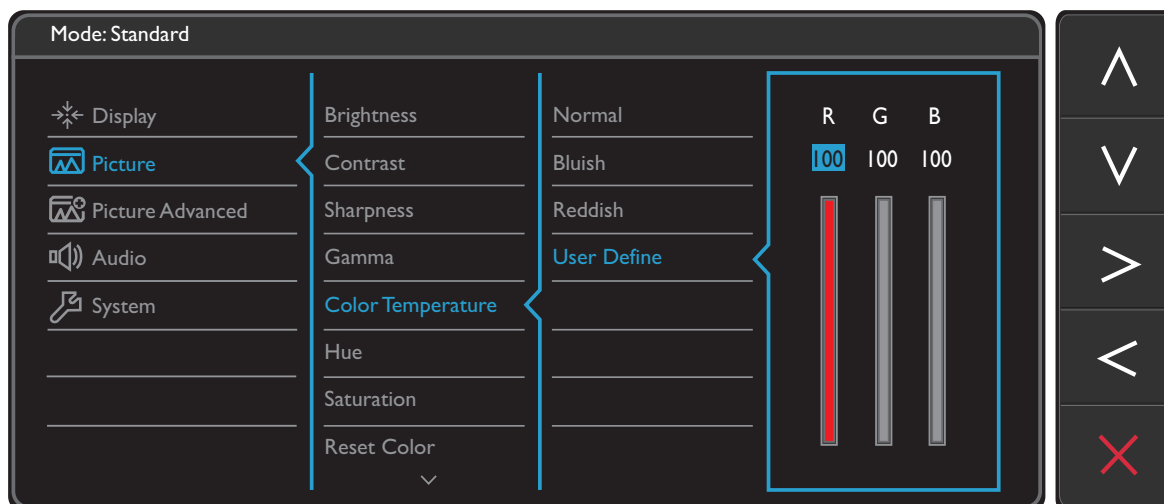 Mode: Standard
Display
Picture
Picture Advanced
Audio
System
Brightness
Contrast
Sharpness
Gamma
Color Temperature
Hue
Saturation
Reset Color
Normal
Bluish
Reddish
User Define
R G B
100 100 100